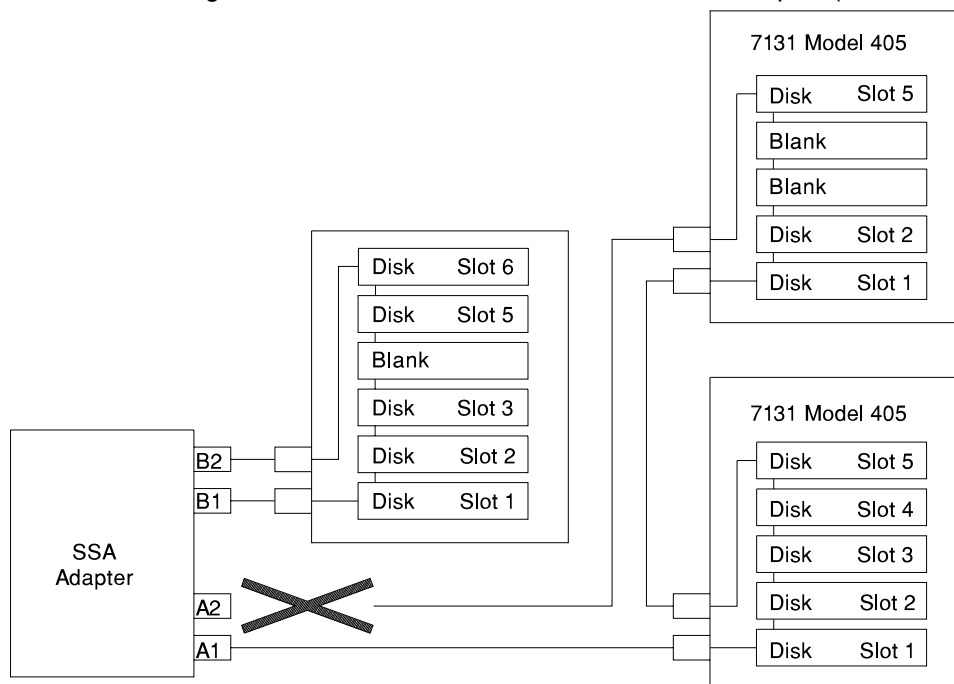 7131 Model 405
Disk Slot 5
Blank
Blank
Disk Slot 2
Disk Slot 1
Disk Slot 6
Disk Slot 5
Blank
Disk Slot 3
Disk Slot 2
Disk Slot 1
7131 Model 405
Disk Slot 5
Disk Slot 4
Disk Slot 3
Disk Slot 2
Disk Slot 1
SSA
Adapter
B2
B1
A2
A1